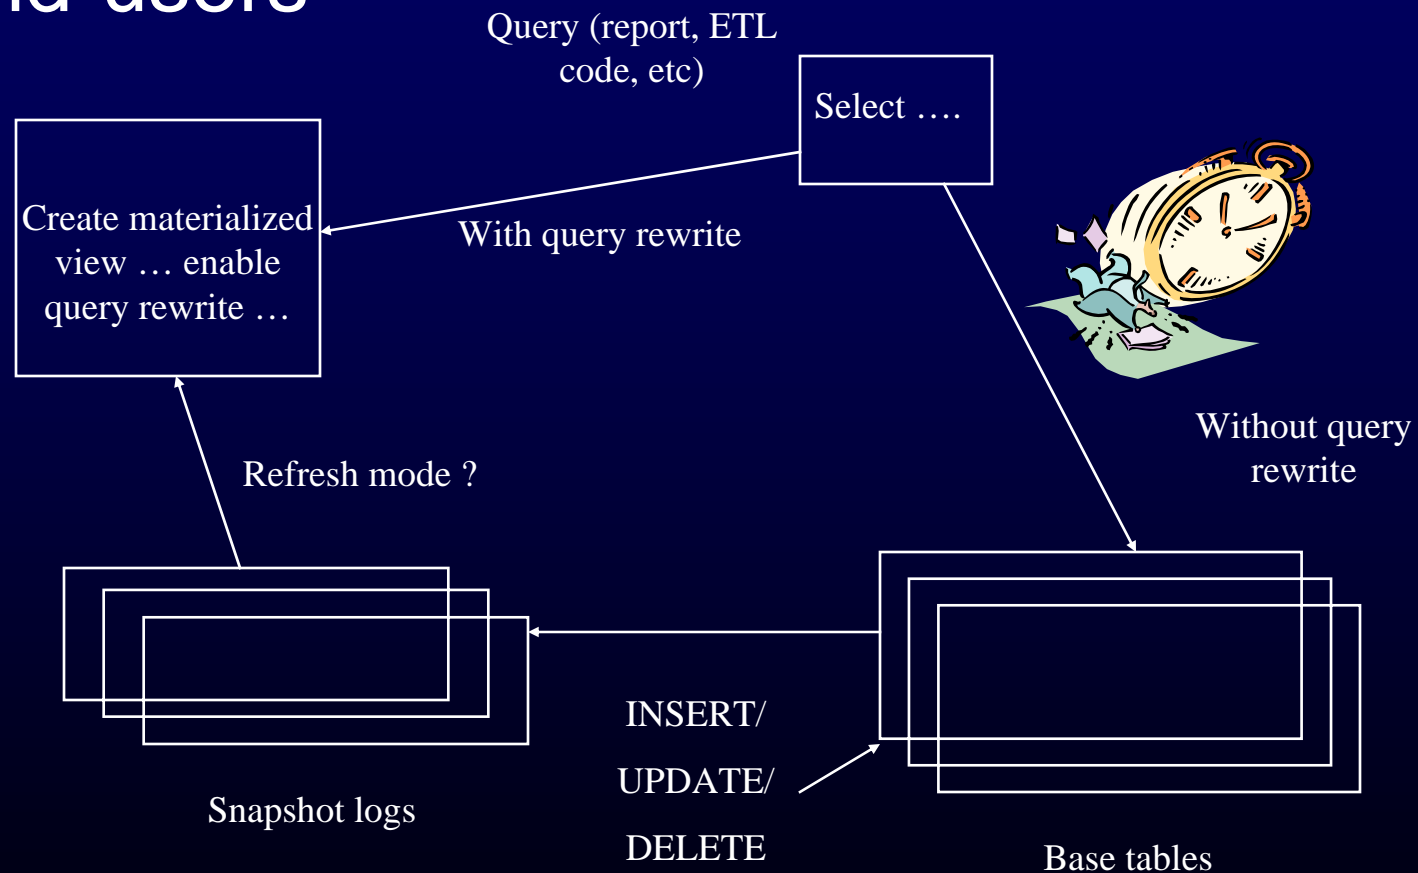 Query (report, ETL
code, etc)
Select ….
Create materialized
view … enable
query rewrite …
With query rewrite
Without query
rewrite
Refresh mode ?
INSERT/
UPDATE/
DELETE
Snapshot logs
Base tables